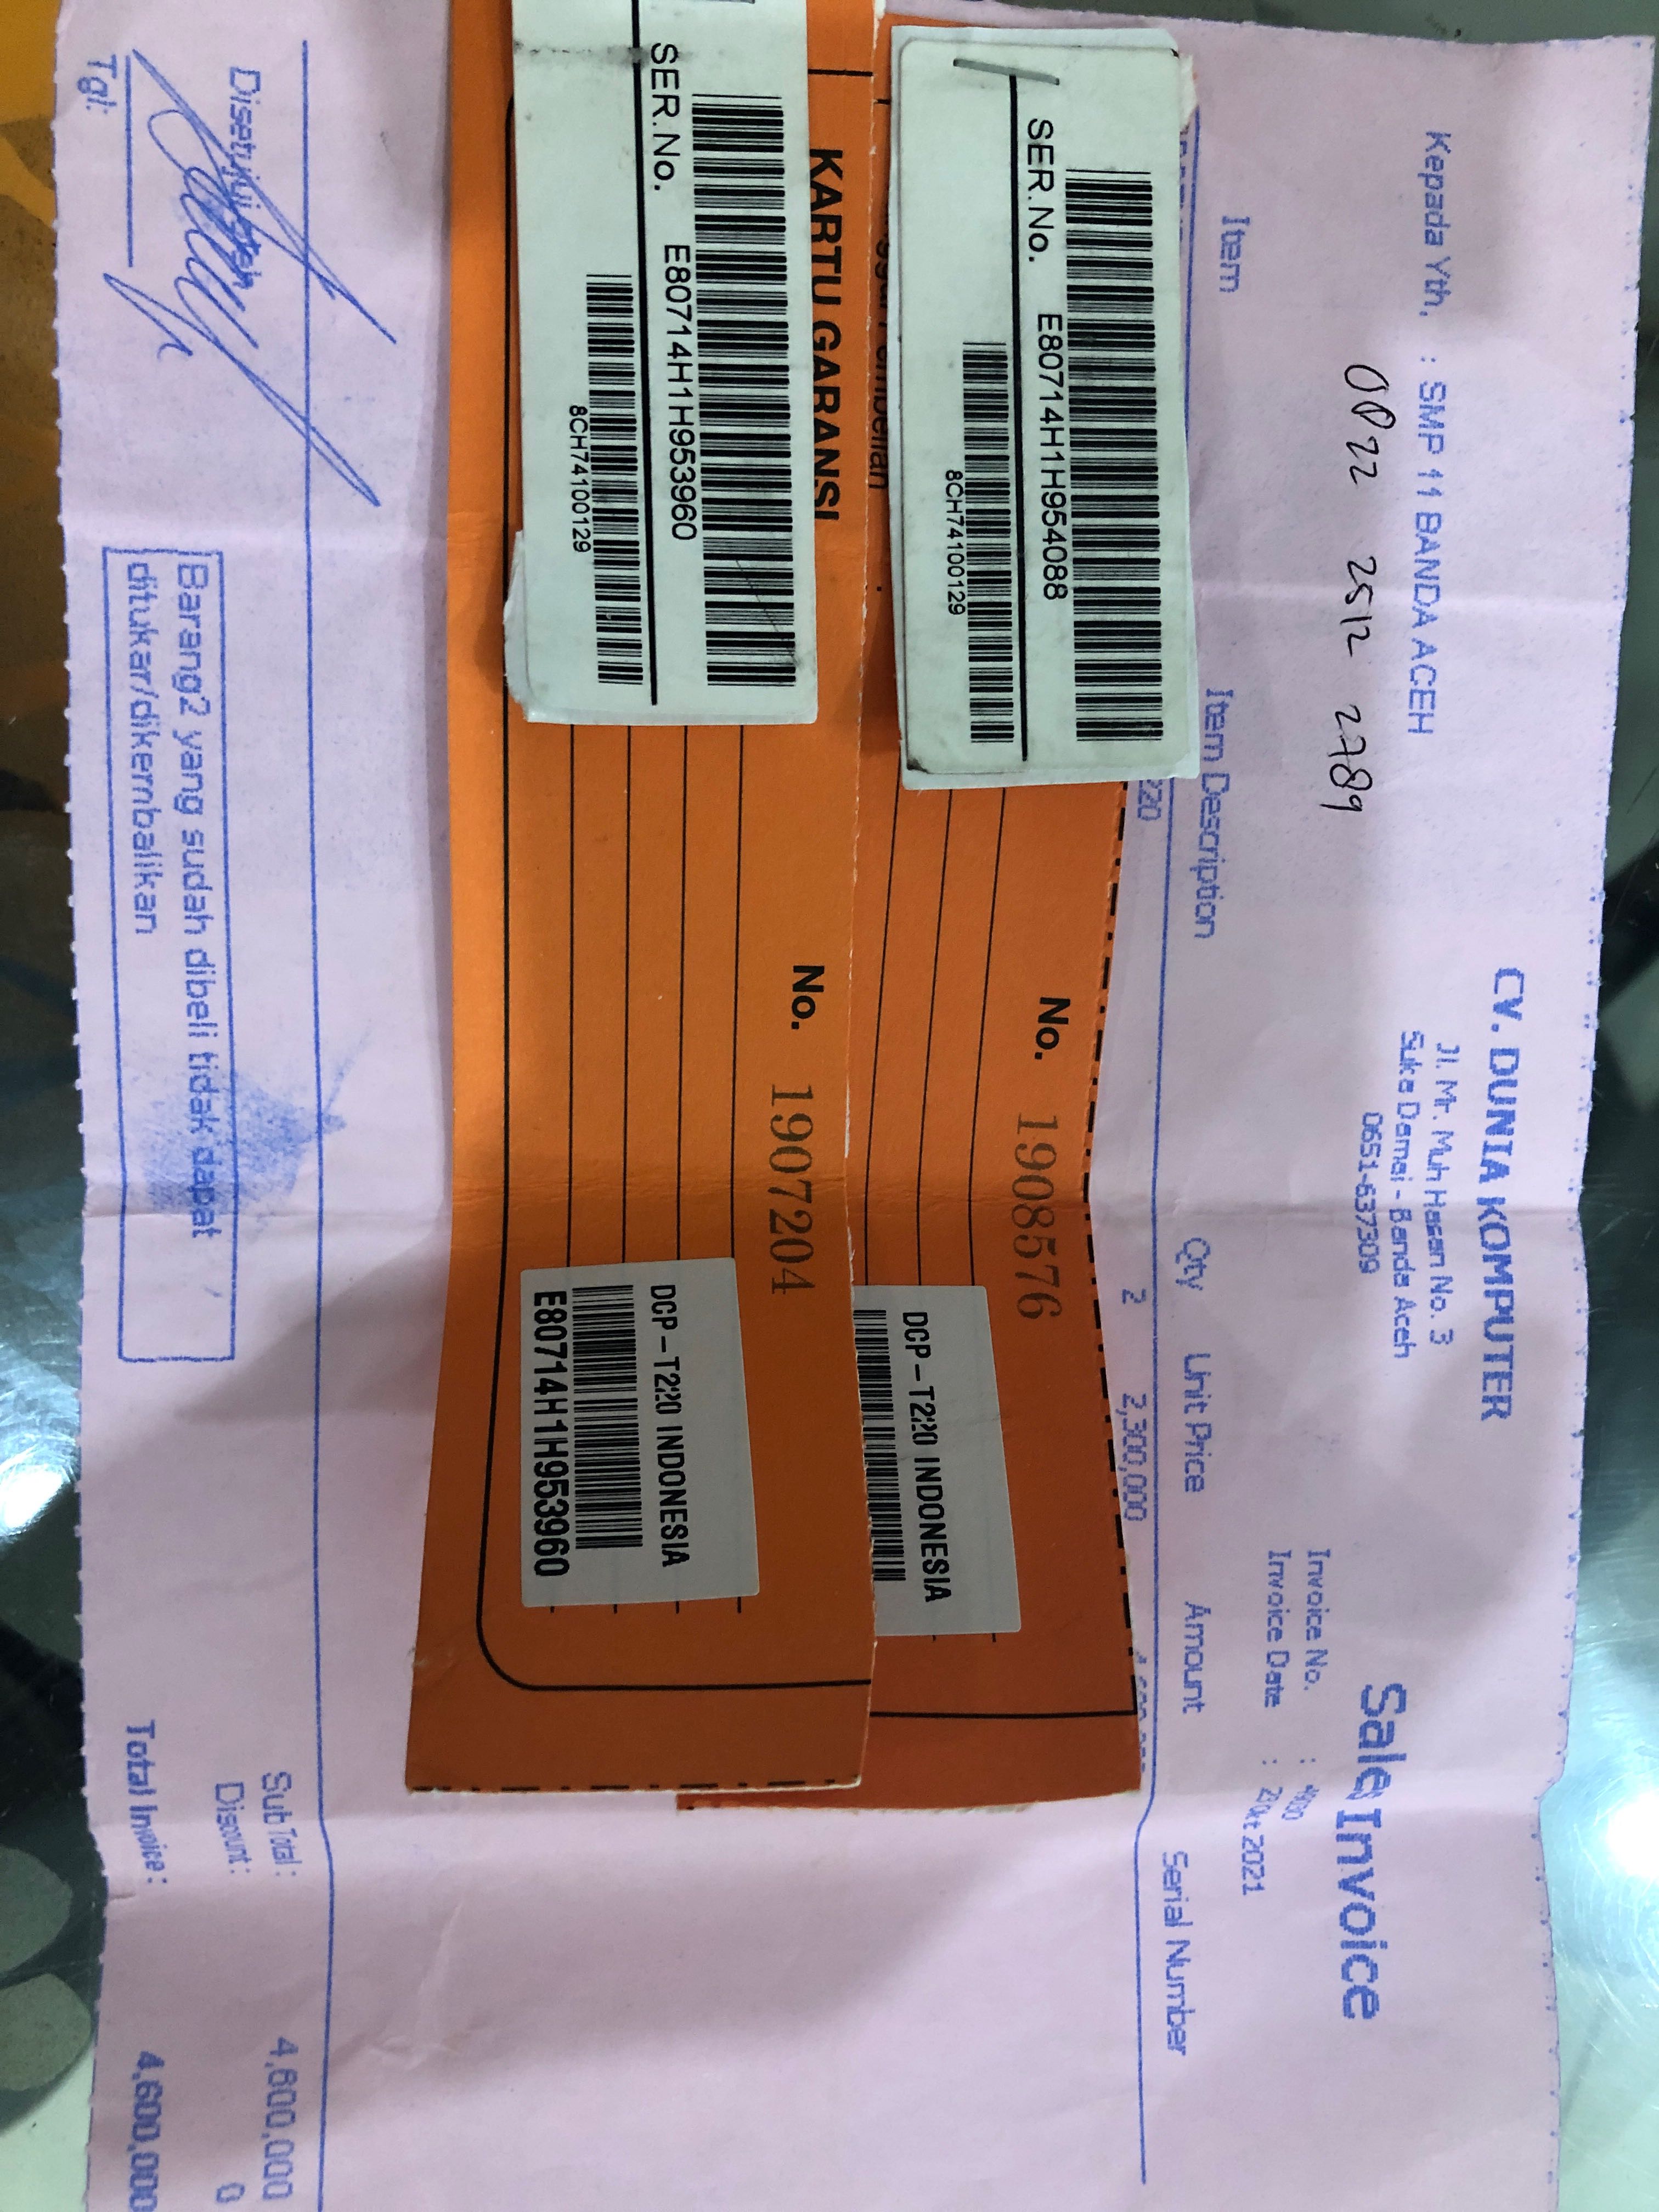 CV. DUNIA KOMPUTER
Jl. Mr. Muh Hasan No. 3
Suka Damai - Banda Aceh
0651-637309
Sales Invoice
Kepada Yth. : SMP 11 BANDA ACEH
0822 2512 2789
Invoice No. :
Invoice Date : 23 Okt 2021
Item Item Description Qty Unit Price Amount Serial Number
220 2 2,300,000
SER.No. E80714H1H954088
8CH74100129
No. 1908576
DCP-T220 INDONESIA
KARTU GARANSI
SER.No. E80714H1H953960
8CH74100129
No. 1907204
DCP-T220 INDONESIA
E80714H1H953960
Sub Total : 4,600,000
Discount : 0
Total Invoice : 4,600,000
Disetujui oleh
Tgl:
Barang2 yang sudah dibeli tidak dapat
ditukar/dikembalikan